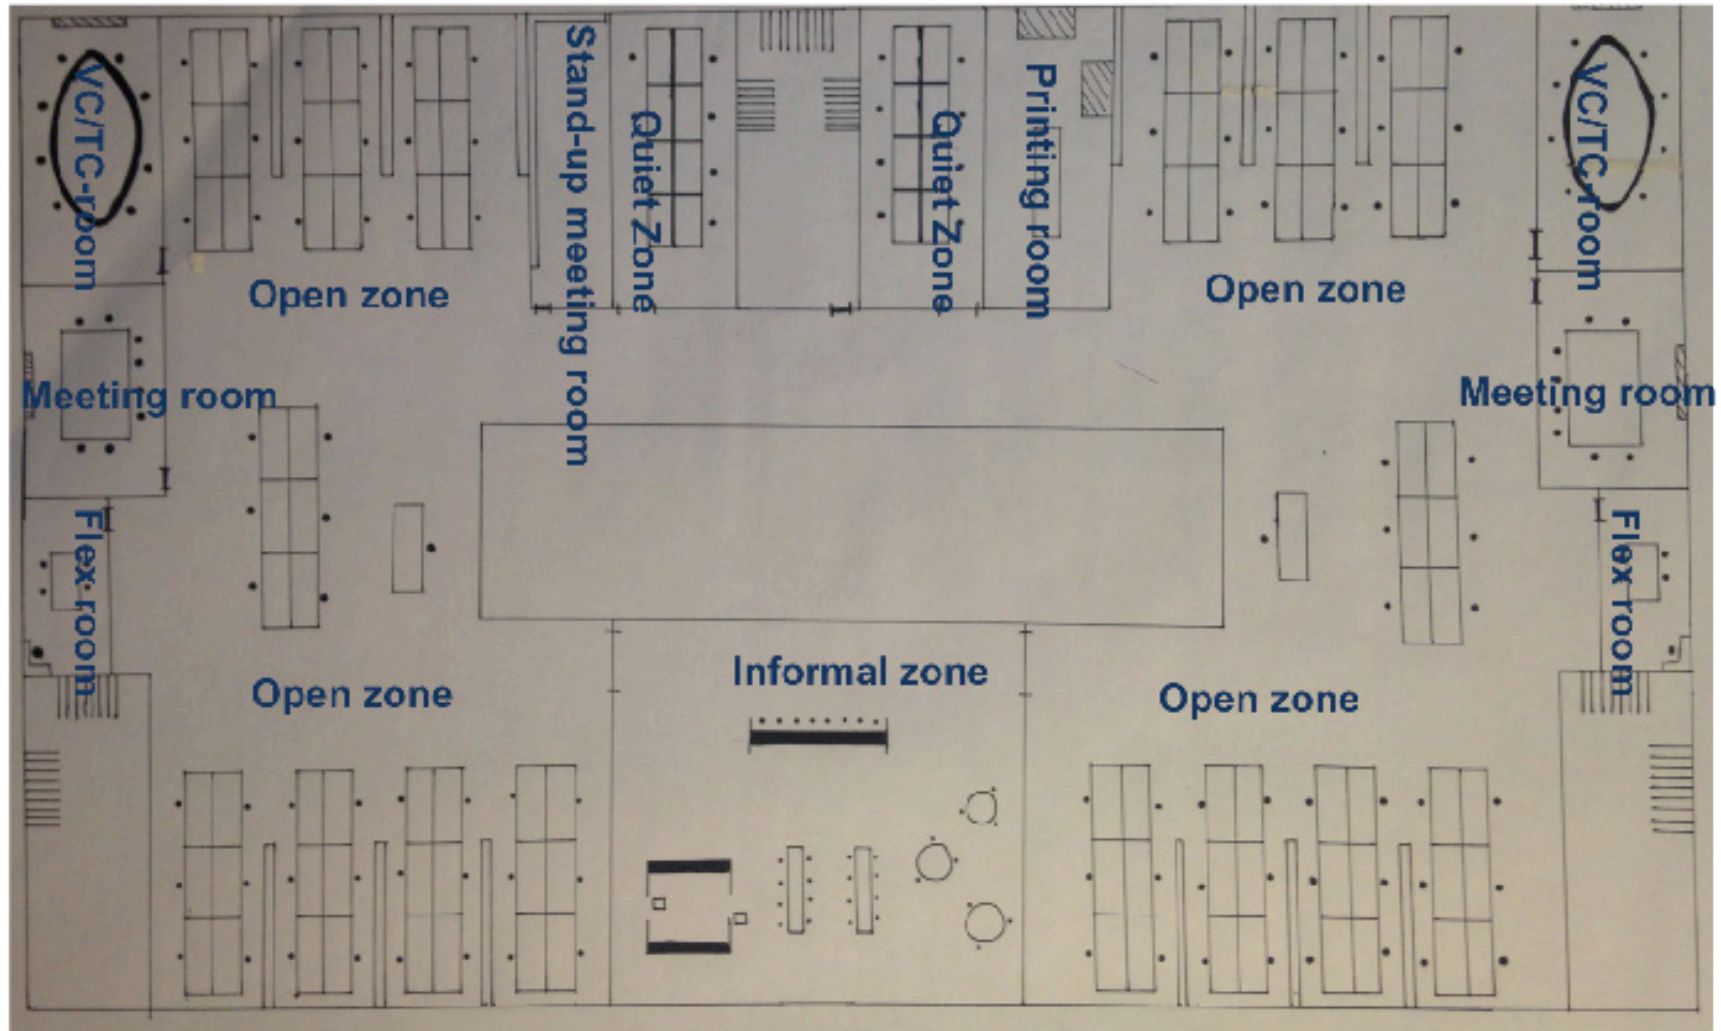 VC/TC-room
Stand-up meeting room
Quiet Zone
Quiet Zone
Printing room
VC/TC-room
Open zone
Open zone
Meeting room
Meeting room
Flex room
Flex room
Open zone
Informal zone
Open zone